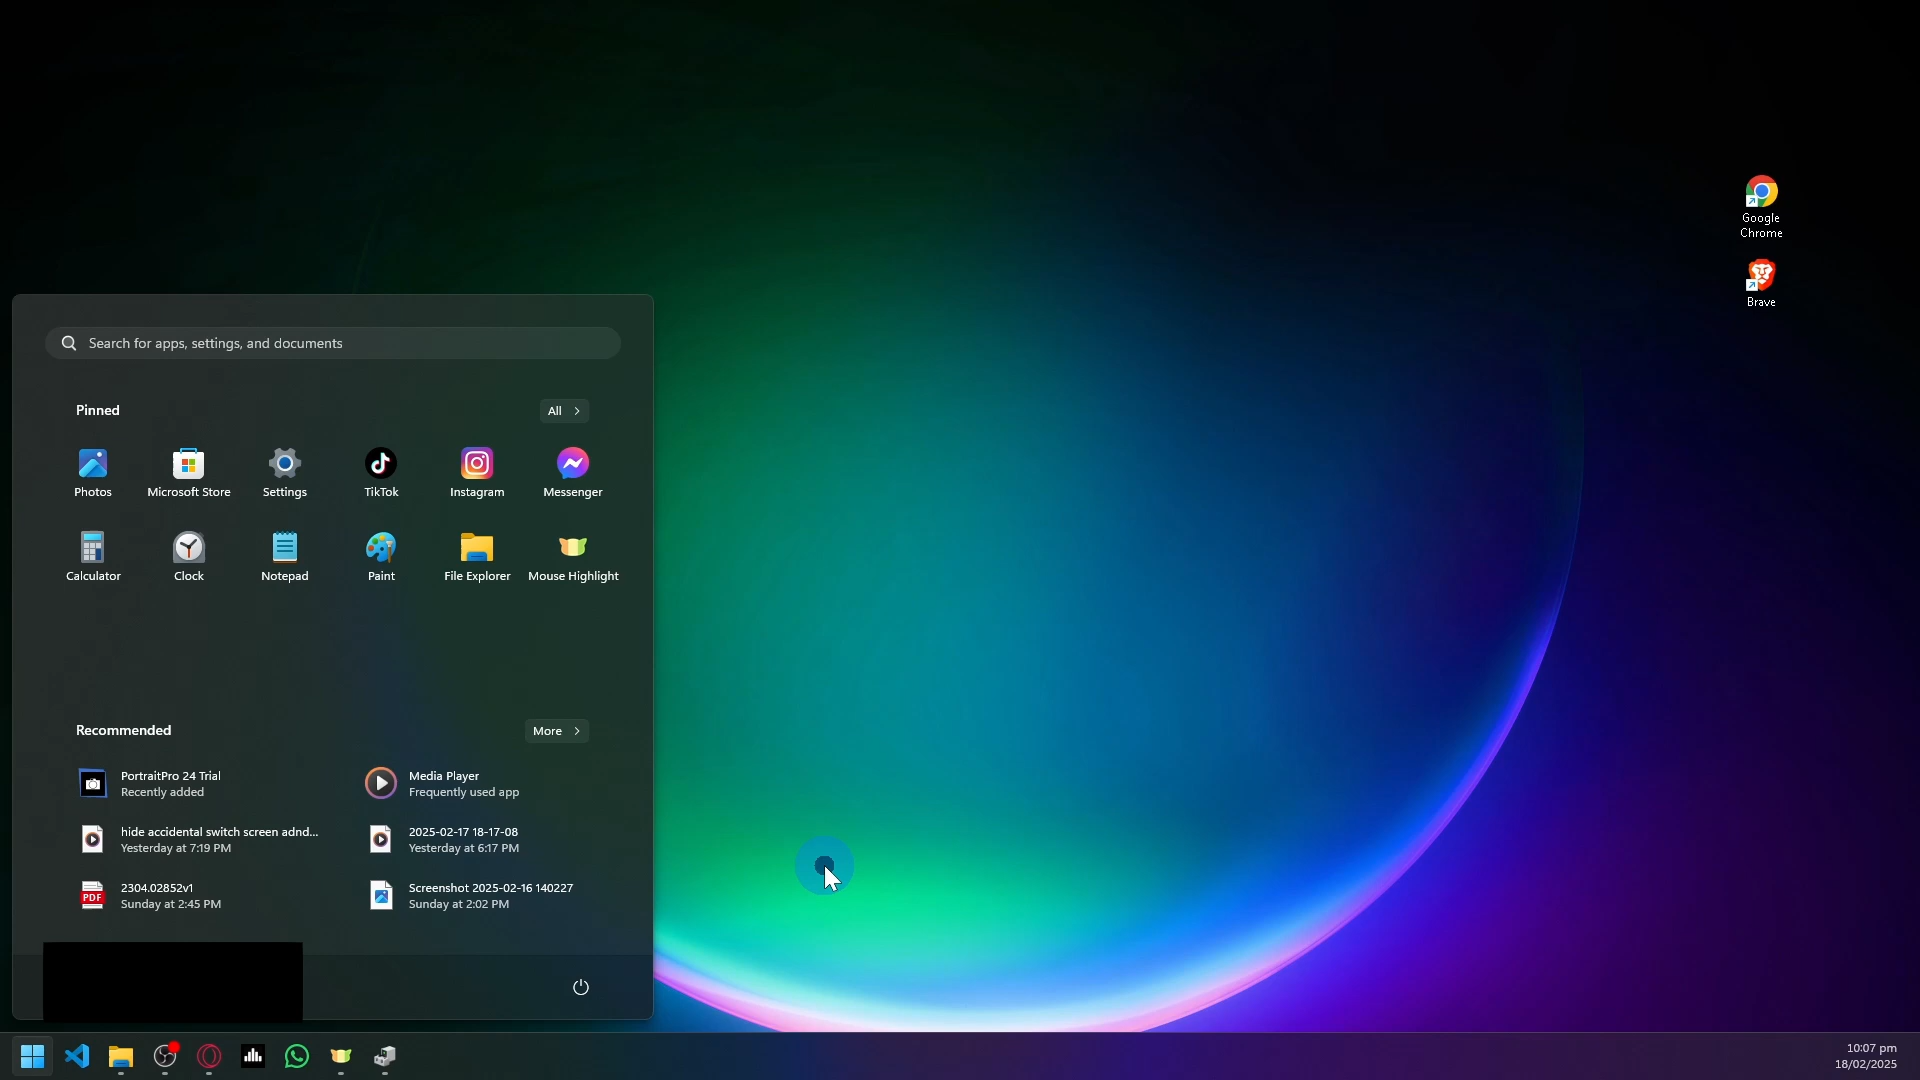 Google
Chrome
Brave
Search for apps, settings, and documents
Pinned
All
Photos
Microsoft Store
Settings
TikTok
Instagram
Messenger
Calculator
Clock
Notepad
Paint
File Explorer
Mouse Highlight
Recommended
More
PortraitPro 24 Trial
Recently added
Media Player
Frequently used app
hide accidental switch screen adnd...
Yesterday at 7:19 PM
2025-02-17 18-17-08
Yesterday at 6:17 PM
PDF
2304.02852v1
Sunday at 2:45 PM
Screenshot 2025-02-16 140227
Sunday at 2:02 PM
10:07 pm
18/02/2025